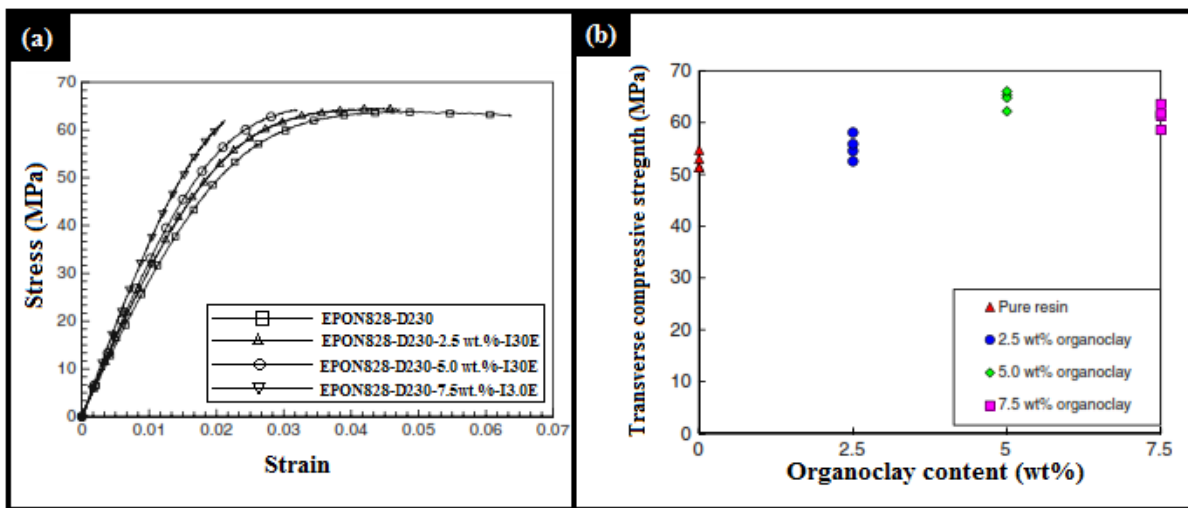 (a)
Stress (MPa)
70
60
50
40
30
20
10
0
EPON828-D230
EPON828-D230-2.5 wt.%-I30E
EPON828-D230-5.0 wt.%-I30E
EPON828-D230-7.5wt.%-I3.0E
0 0.01 0.02 0.03 0.04 0.05 0.06 0.07
Strain
(b)
Transverse compressive stregnth (MPa)
70
60
50
40
30
20
10
0
Pure resin
2.5 wt% organoclay
5.0 wt% organoclay
7.5 wt% organoclay
0 2.5 5 7.5
Organoclay content (wt%)